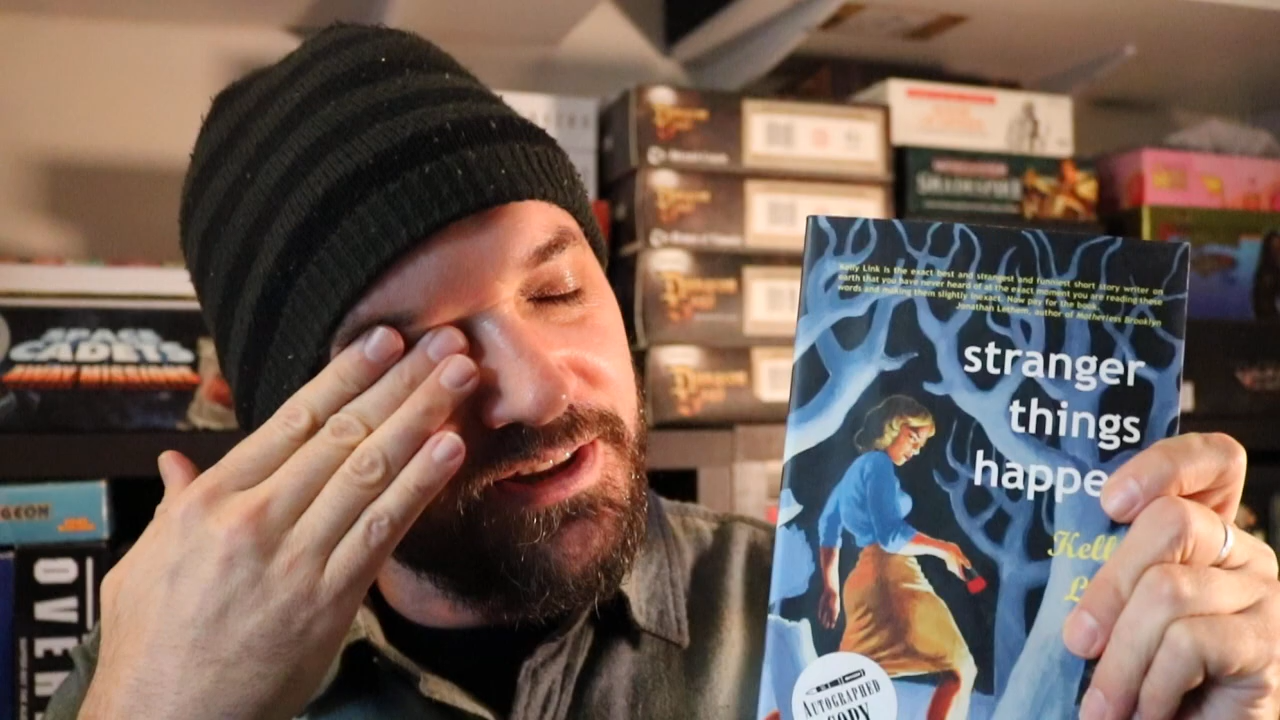 SPACE
CADETS
AWAY MISSIONS
GEON
OVER
Kelly Link is the exact best and strangest and funniest short story writer on
earth that you have never heard of at the exact moment you are reading these
words and making them slightly inexact. Now pay for the book.
Jonathan Lethem, author of Motherless Brooklyn
stranger
things
happe
Kell
L
AUTOGRAPHED
COPY